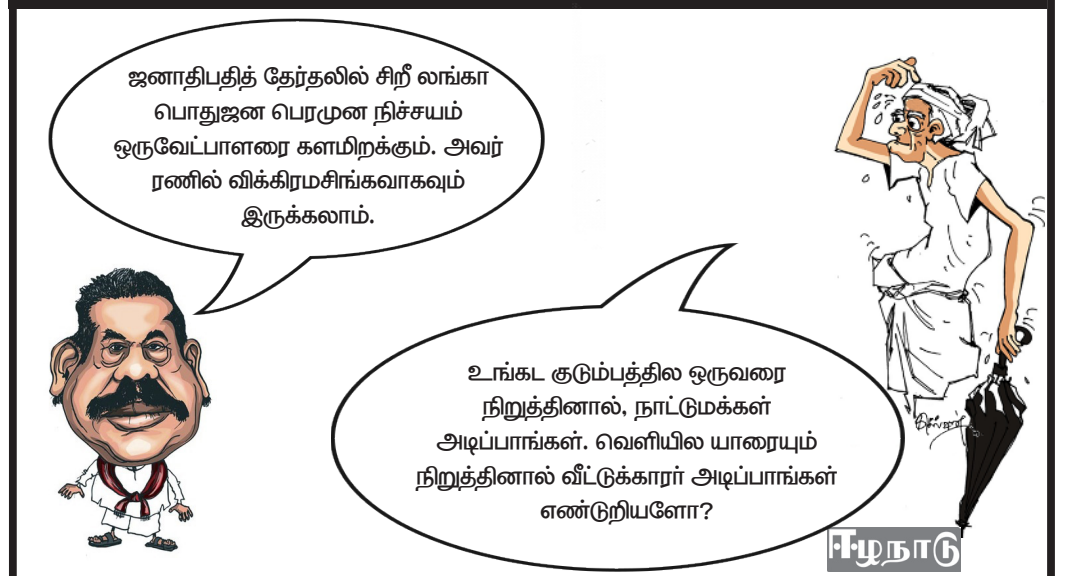 ஜனாதிபதித் தேர்தலில் சிறீ லங்கா
பொதுஜன பெரமுன நிச்சயம்
ஒருவேட்பாளரை களமிறக்கும். அவர்
ரணில் விக்கிரமசிங்கவாகவும்
இருக்கலாம்.
உங்கட குடும்பத்தில ஒருவரை
நிறுத்தினால், நாட்டுமக்கள்
அடிப்பாங்கள். வெளியில யாரையும்
நிறுத்தினால் வீட்டுக்காரர் அடிப்பாங்கள்
எண்டுறியளோ?
ஈழநாடு